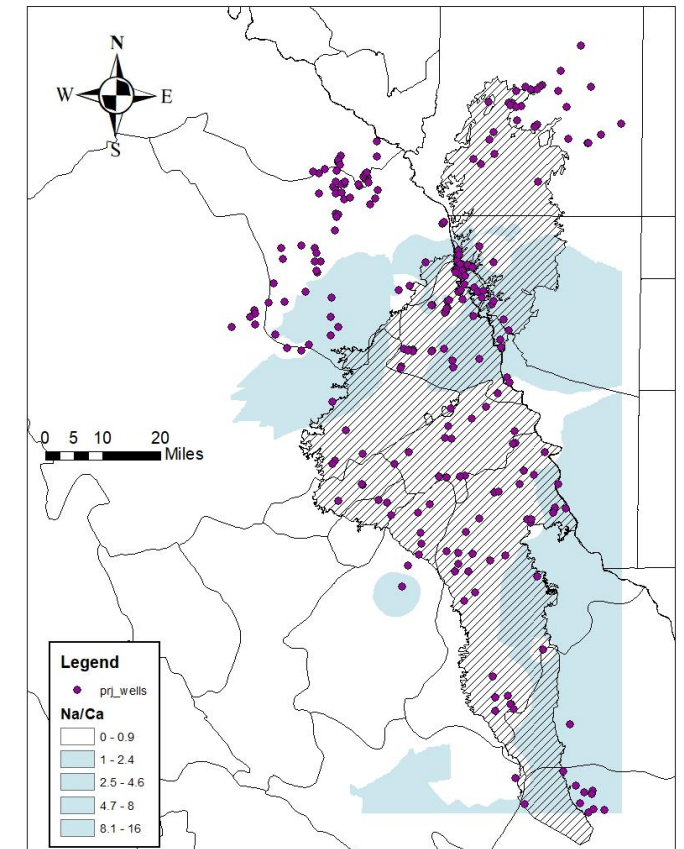 N
W E
S
0 5 10 20
Miles
Legend
prj_wells
Na/Ca
0 - 0.9
1 - 2.4
2.5 - 4.6
4.7 - 8
8.1 - 16